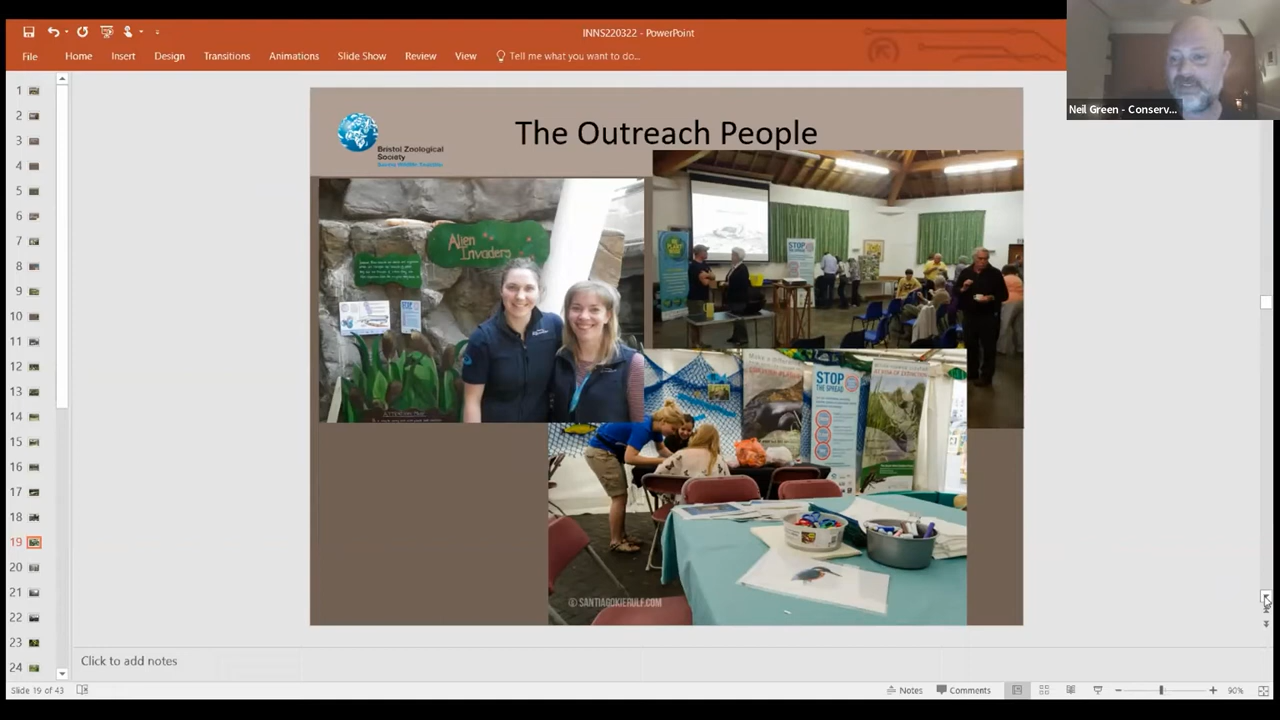 INNS220322 - PowerPoint
File
Home
Insert
Design
Transitions
Animations
Slide Show
Review
View
Tell me what you want to do...
Neil Green - Conserv...
1
2
3
4
5
6
7
8
9
10
11
12
13
14
15
16
17
18
19
20
21
22
23
24
Bristol Zoological
Society
The Outreach People
Alien
Invaders
STOP
THE SPREAD
STOP
THE SPREAD
© SANTIAGOKIERULF.COM
Click to add notes
Slide 19 of 43
Notes
Comments
90%